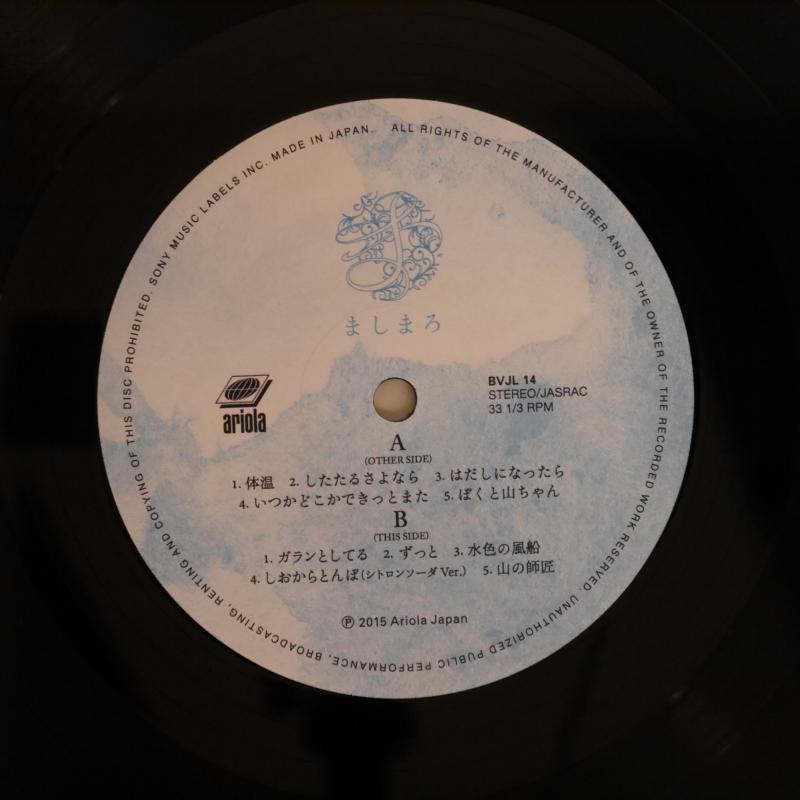 SONY MUSIC LABELS INC. MADE IN JAPAN. ALL RIGHTS OF THE MANUFACTURER AND OF THE OWNER OF THE RECORDED WORK RESERVED. UNAUTHORIZED PUBLIC PERFORMANCE, BROADCASTING, RENTING AND COPYING OF THIS DISC PROHIBITED.
ましまろ
ariola
BVJL 14
STEREO/JASRAC
33 1/3 RPM
A
(OTHER SIDE)
1. 体温 2. したたるさよなら 3. はだしになったら
4. いつかどこかできっとまた 5. ぼくと山ちゃん
B
(THIS SIDE)
1. ガランとしてる 2. ずっと 3. 水色の風船
4. しおからとんぼ(シトロンソーダ Ver.) 5. 山の師匠
Ⓟ 2015 Ariola Japan